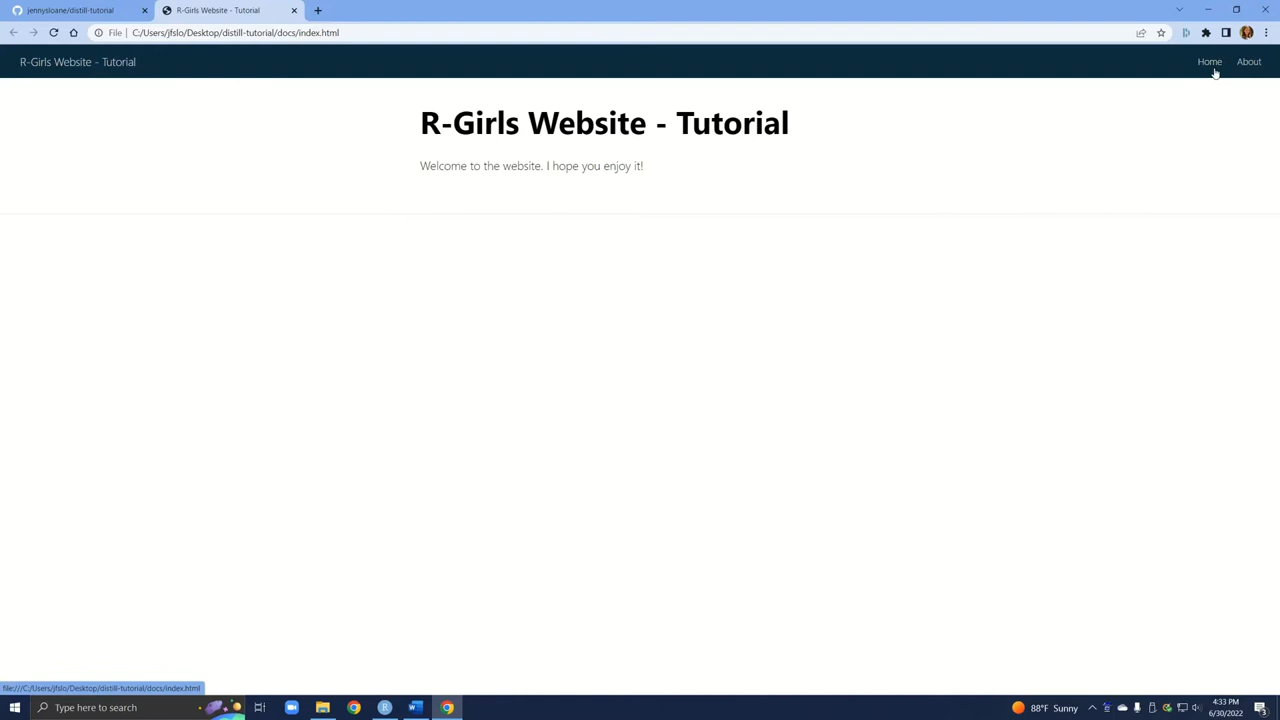 jennysloane/distill-tutorial
R-Girls Website - Tutorial
File
C:/Users/jfslo/Desktop/distill-tutorial/docs/index.html
R-Girls Website - Tutorial
Home
About
R-Girls Website - Tutorial
Welcome to the website. I hope you enjoy it!
file:///C:/Users/jfslo/Desktop/distill-tutorial/docs/index.html
Type here to search
88°F Sunny
4:33 PM
6/30/2022
3